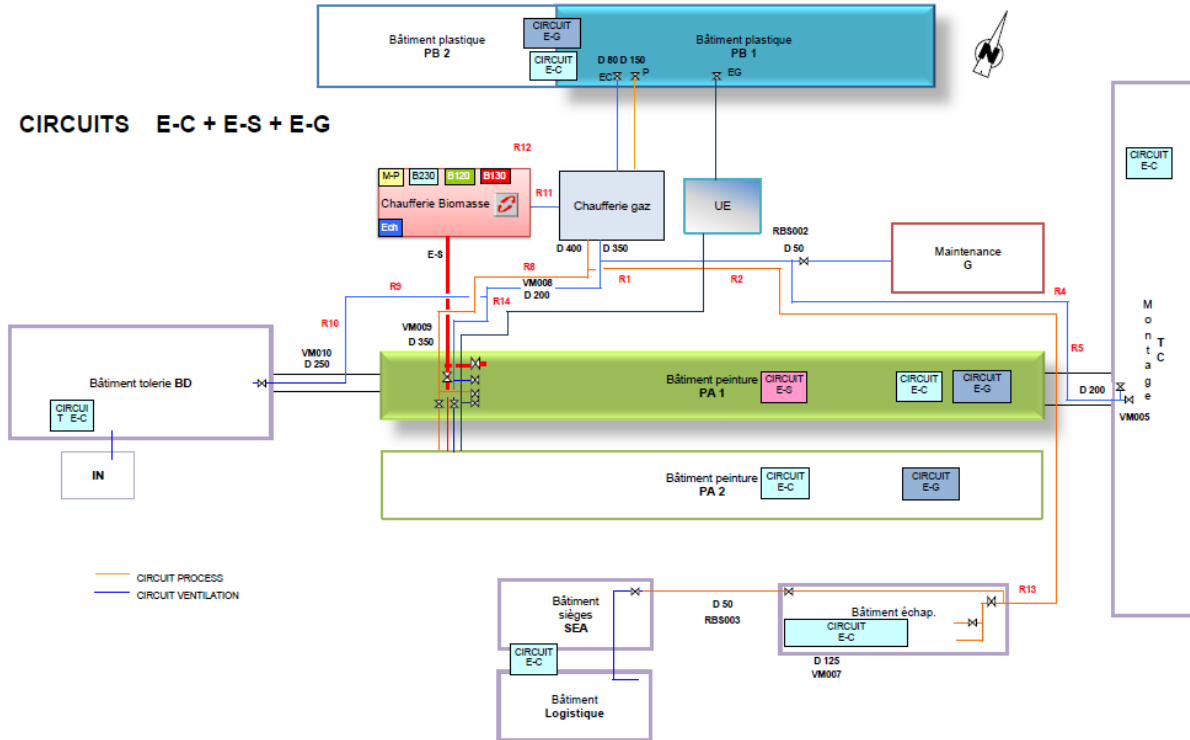 Bâtiment plastique
PB 2
CIRCUIT
E-G
CIRCUIT
E-C
Bâtiment plastique
PB 1
D 80 D 150
EC
P
EG
N
CIRCUITS E-C + E-S + E-G
R12
M-P
B230
B120
B130
Chaufferie Biomasse
Ech
R11
Chaufferie gaz
UE
CIRCUIT
E-C
RBS002
D 50
Maintenance
G
E-S
D 400
D 350
R8
R1
R2
VM008
D 200
R9
R14
R4
R10
VM009
D 350
R5
Montage
TC
VM010
D 250
Bâtiment tolerie BD
CIRCUI
T E-C
IN
Bâtiment peinture
PA 1
CIRCUIT
E-S
CIRCUIT
E-C
CIRCUIT
E-G
D 200
VM005
Bâtiment peinture
PA 2
CIRCUIT
E-C
CIRCUIT
E-G
CIRCUIT PROCESS
CIRCUIT VENTILATION
Bâtiment
sièges
SEA
D 50
RBS003
Bâtiment échap.
CIRCUIT
E-C
R13
D 125
VM007
CIRCUIT
E-C
Bâtiment
Logistique